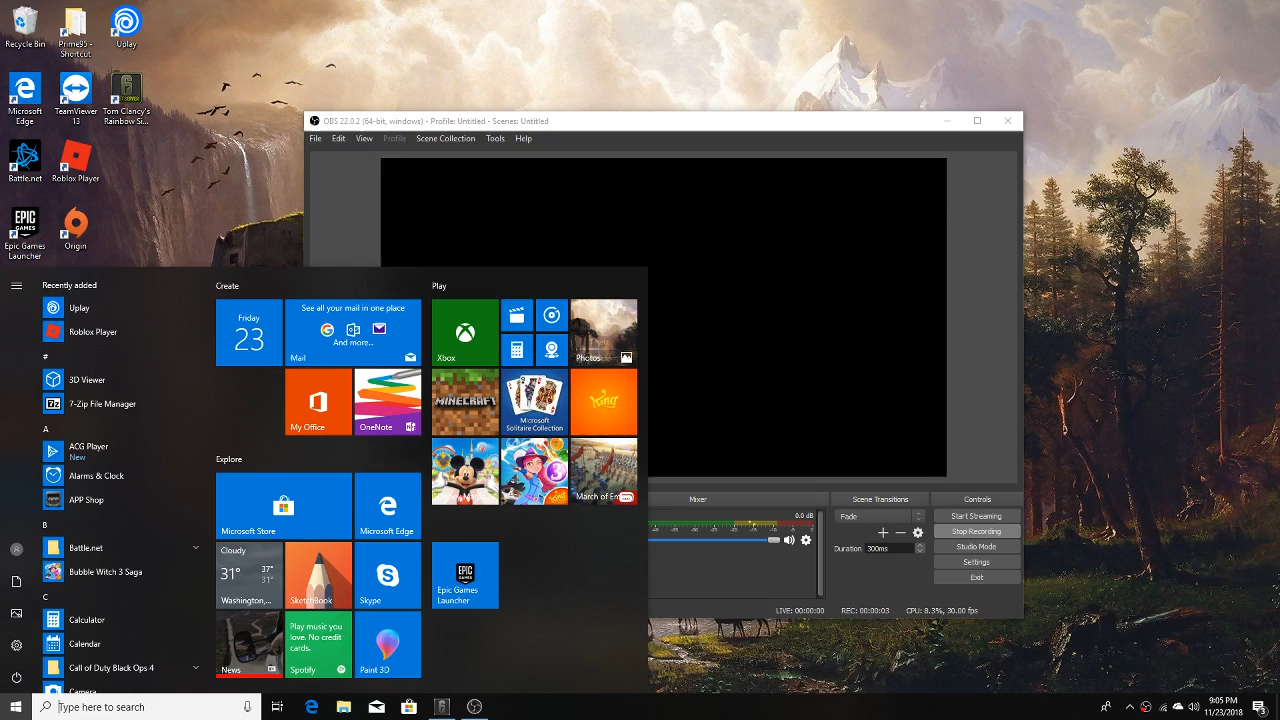 Recycle Bin
Prime95 -
Shortcut
Uplay
Microsoft
Edge
TeamViewer
13
Tom Clancy's
Rainbow Si...
Battle.net
Roblox Player
EPIC
GAMES
Epic Games
Launcher
Origin
OBS 22.0.2 (64-bit, windows) - Profile: Untitled - Scenes: Untitled
File
Edit
View
Profile
Scene Collection
Tools
Help
Recently added
Uplay
Roblox Player
#
3D Viewer
7-Zip File Manager
A
ACG Player
New
Alarms & Clock
APP Shop
B
Battle.net
Bubble Witch 3 Saga
C
Calculator
Calendar
Call of Duty Black Ops 4
Camera
Create
Friday
23
See all your mail in one place
And more...
Mail
My Office
OneNote
Explore
Microsoft Store
Microsoft Edge
Cloudy
31°
37°
31°
Washington,...
SketchBook
Skype
News
Play music you
love. No credit
cards.
Spotify
Paint 3D
Play
Xbox
Photos
MINECRAFT
Microsoft
Solitaire Collection
King
3
King
March of Em
EPIC
GAMES
Epic Games
Launcher
Mixer
0.0 dB
Scene Transitions
Fade
Duration
300ms
Controls
Start Streaming
Stop Recording
Studio Mode
Settings
Exit
LIVE: 00:00:00
REC: 00:00:03
CPU: 8.3%, 30.00 fps
Type here to search
9:05 PM
11/23/2018